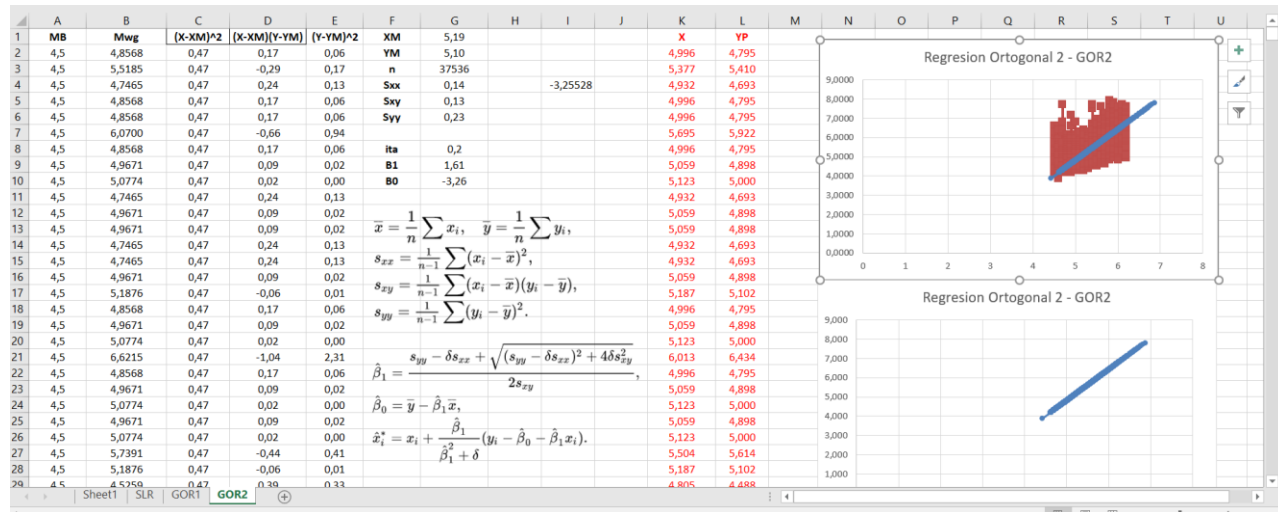 A B C D E F G H I J K L M N O P Q R S T U
1 MB Mwg (X-XM)^2 (X-XM)(Y-YM) (Y-YM)^2 XM 5,19 X YP
2 4,5 4,8568 0,47 0,17 0,06 YM 5,10 4,996 4,795
3 4,5 5,5185 0,47 -0,29 0,17 n 37536 5,377 5,410
4 4,5 4,7465 0,47 0,24 0,13 Sxx 0,14 -3,25528 4,932 4,693
5 4,5 4,8568 0,47 0,17 0,06 Sxy 0,13 4,996 4,795
6 4,5 4,8568 0,47 0,17 0,06 Syy 0,23 4,996 4,795
7 4,5 6,0700 0,47 -0,66 0,94 5,695 5,922
8 4,5 4,8568 0,47 0,17 0,06 ita 0,2 4,996 4,795
9 4,5 4,9671 0,47 0,09 0,02 B1 1,61 5,059 4,898
10 4,5 5,0774 0,47 0,02 0,00 B0 -3,26 5,123 5,000
11 4,5 4,7465 0,47 0,24 0,13 4,932 4,693
12 4,5 4,9671 0,47 0,09 0,02 5,059 4,898
13 4,5 4,9671 0,47 0,09 0,02 5,059 4,898
14 4,5 4,7465 0,47 0,24 0,13 4,932 4,693
15 4,5 4,7465 0,47 0,24 0,13 4,932 4,693
16 4,5 4,9671 0,47 0,09 0,02 5,059 4,898
17 4,5 5,1876 0,47 -0,06 0,01 5,187 5,102
18 4,5 4,8568 0,47 0,17 0,06 4,996 4,795
19 4,5 4,9671 0,47 0,09 0,02 5,059 4,898
20 4,5 5,0774 0,47 0,02 0,00 5,123 5,000
21 4,5 6,6215 0,47 -1,04 2,31 6,013 6,434
22 4,5 4,8568 0,47 0,17 0,06 4,996 4,795
23 4,5 4,9671 0,47 0,09 0,02 5,059 4,898
24 4,5 5,0774 0,47 0,02 0,00 5,123 5,000
25 4,5 4,9671 0,47 0,09 0,02 5,059 4,898
26 4,5 5,0774 0,47 0,02 0,00 5,123 5,000
27 4,5 5,7391 0,47 -0,44 0,41 5,504 5,614
28 4,5 5,1876 0,47 -0,06 0,01 5,187 5,102
29 4,5 4,5259 0,47 0,39 0,33 4,805 4,488
x̄ = 1/n ∑ xᵢ, ȳ = 1/n ∑ yᵢ,
sₓₓ = 1/(n−1) ∑(xᵢ − x̄)²,
s_xy = 1/(n−1) ∑(xᵢ − x̄)(yᵢ − ȳ),
s_yy = 1/(n−1) ∑(yᵢ − ȳ)².
β̂₁ = (s_yy − δsₓₓ + √((s_yy − δsₓₓ)² + 4δs²_xy)) / 2s_xy,
β̂₀ = ȳ − β̂₁x̄,
x̂ᵢ* = xᵢ + β̂₁/(β̂₁² + δ) (yᵢ − β̂₀ − β̂₁xᵢ).
Regresion Ortogonal 2 - GOR2
9,0000
8,0000
7,0000
6,0000
5,0000
4,0000
3,0000
2,0000
1,0000
0,0000
0 1 2 3 4 5 6 7 8
Regresion Ortogonal 2 - GOR2
9,000
8,000
7,000
6,000
5,000
4,000
3,000
2,000
1,000
Sheet1 SLR GOR1 GOR2